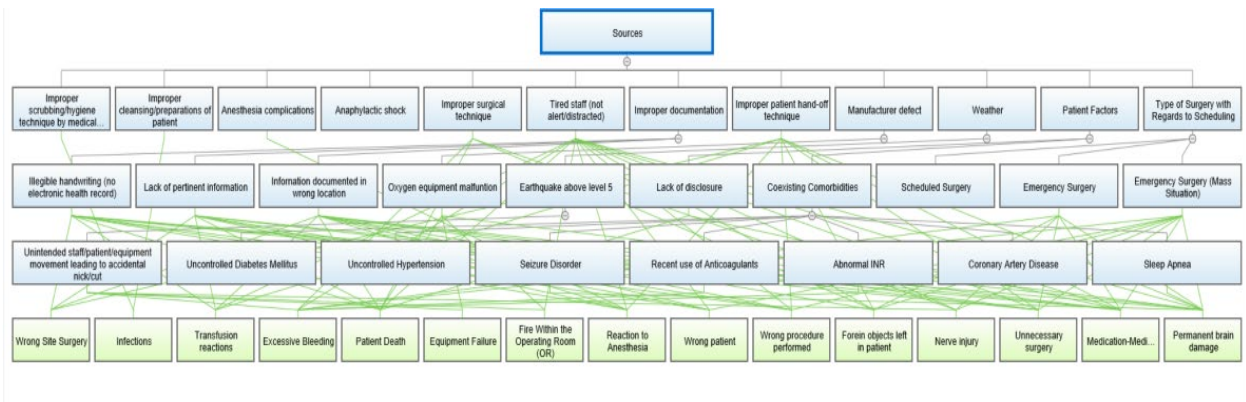 Sources
Improper
scrubbing/hygiene
technique by medical...
Improper
cleansing/preparations of
patient
Anesthesia complications
Anaphylactic shock
Improper surgical
technique
Tired staff (not
alert/distracted)
Improper documentation
Improper patient hand-off
technique
Manufacturer defect
Weather
Patient Factors
Type of Surgery with
Regards to Scheduling
Illegible handwriting (no
electronic health record)
Lack of pertinent information
Information documented in
wrong location
Oxygen equipment malfuntion
Earthquake above level 5
Lack of disclosure
Coexisting Comorbidities
Scheduled Surgery
Emergency Surgery
Emergency Surgery (Mass
Situation)
Unintended staff/patient/equipment
movement leading to accidental
nick/cut
Uncontrolled Diabetes Mellitus
Uncontrolled Hypertension
Seizure Disorder
Recent use of Anticoagulants
Abnormal INR
Coronary Artery Disease
Sleep Apnea
Wrong Site Surgery
Infections
Transfusion
reactions
Excessive Bleeding
Patient Death
Equipment Failure
Fire Within the
Operating Room
(OR)
Reaction to
Anesthesia
Wrong patient
Wrong procedure
performed
Forein objects left
in patient
Nerve injury
Unnecessary
surgery
Medication-Medi...
Permanent brain
damage